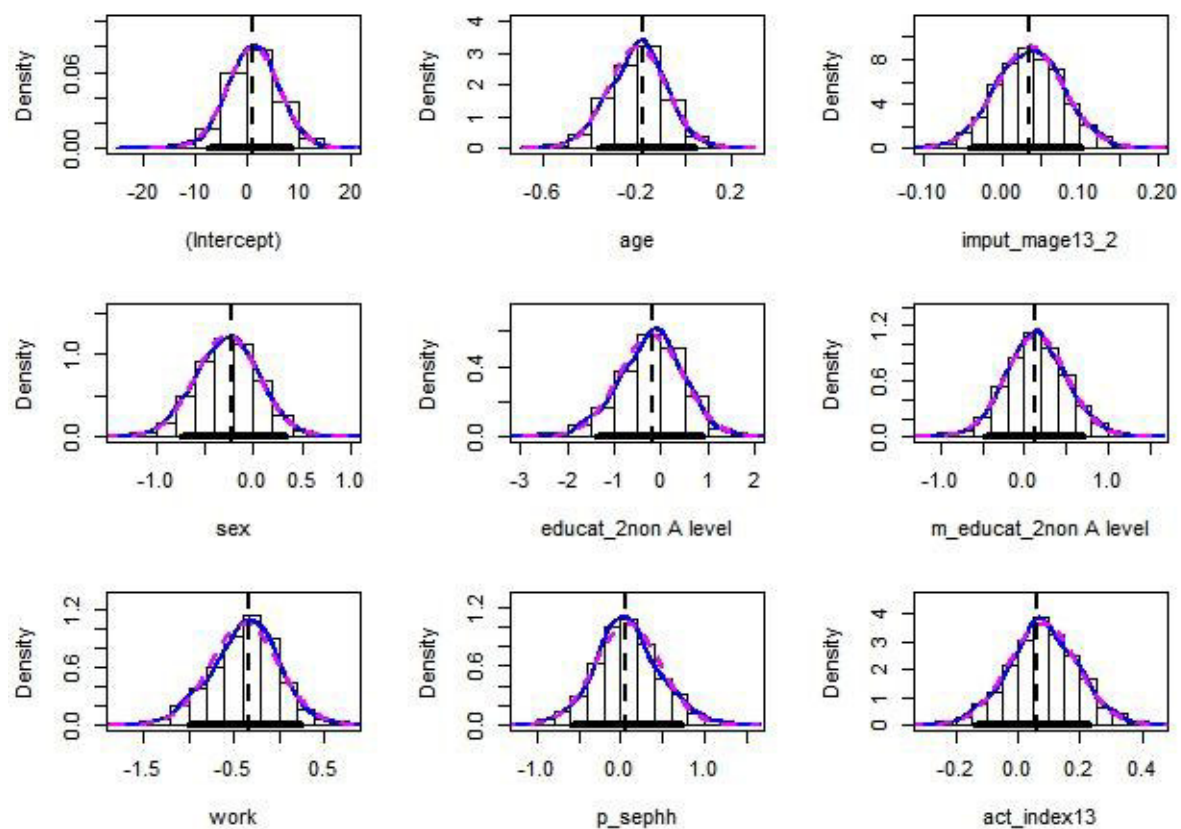 Density
0.00 0.06
-20 -10 0 10 20
(Intercept)
Density
0 1 2 3 4
-0.6 -0.2 0.2
age
Density
0 4 8
-0.10 0.00 0.10 0.20
imput_mage13_2
Density
0.0 1.0
-1.0 0.0 0.5 1.0
sex
Density
0.0 0.4
-3 -2 -1 0 1 2
educat_2non A level
Density
0.0 0.6 1.2
-1.0 0.0 1.0
m_educat_2non A level
Density
0.0 0.6 1.2
-1.5 -0.5 0.5
work
Density
0.0 0.6 1.2
-1.0 0.0 1.0
p_sephh
Density
0 1 2 3 4
-0.2 0.0 0.2 0.4
act_index13